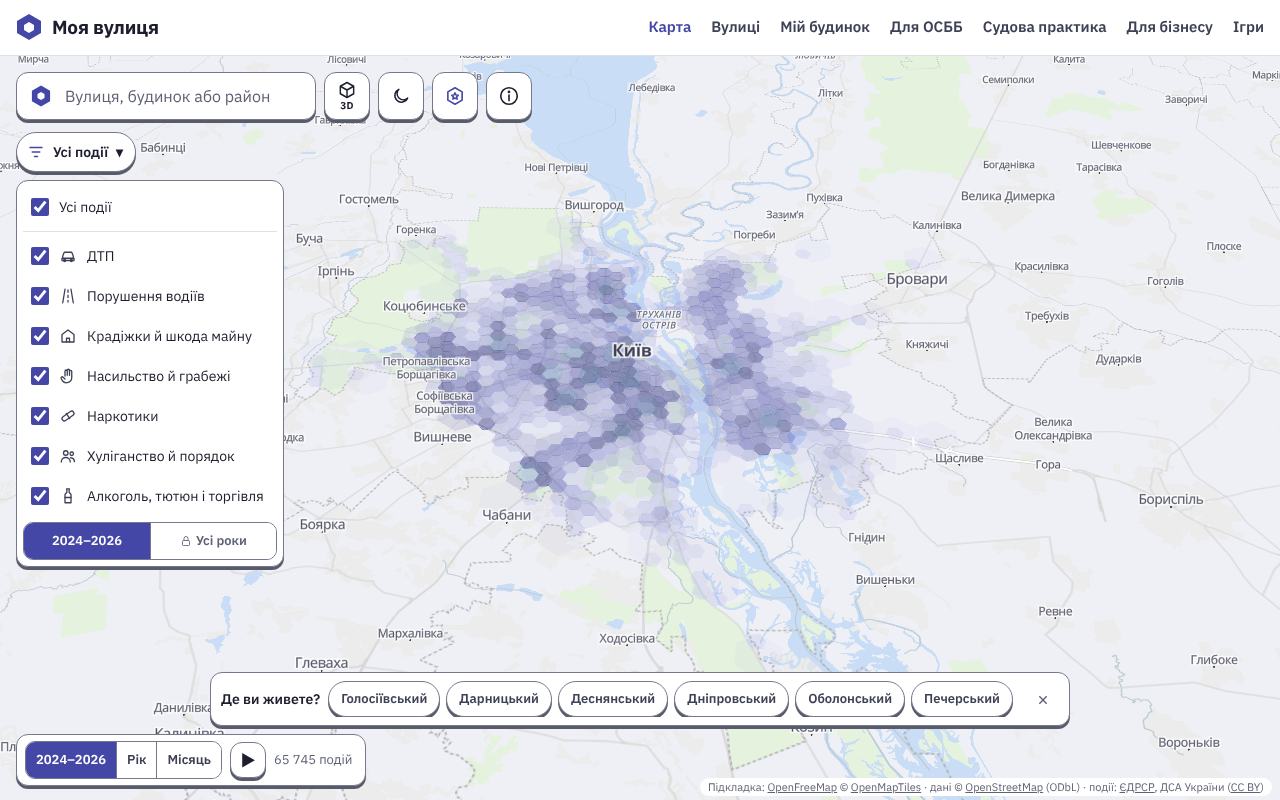 Моя вулиця
Карта
Вулиці
Мій будинок
Для ОСББ
Судова практика
Для бізнесу
Ігри
Вулиця, будинок або район
3D
Усі події ▾
Усі події
ДТП
Порушення водіїв
Крадіжки й шкода майну
Насильство й грабежі
Наркотики
Хуліганство й порядок
Алкоголь, тютюн і торгівля
2024–2026
Усі роки
Мирча
Лісовичі
Лебедівка
Літки
Семиполки
Калита
Заворичі
Бабинці
Нові Петрівці
Шевченкове
Богданівка
Тарасівка
Гостомель
Вишгород
Пухівка
Зазим'я
Велика Димерка
Горенка
Погреби
Калинівка
Буча
Плоске
Ірпінь
Бровари
Красилівка
Гоголів
Коцюбинське
ТРУХАНІВ
ОСТРІВ
Требухів
Київ
Княжичі
Петропавлівська
Борщагівка
Дударків
Софіївська
Борщагівка
Вишневе
Велика
Олександрівка
Щасливе
Гора
Бориспіль
Чабани
Боярка
Гнідин
Вишеньки
Ревне
Мархалівка
Ходосівка
Глеваха
Глибоке
Данилівка
Калинівка
Козин
Вороньків
Де ви живете?
Голосіївський
Дарницький
Деснянський
Дніпровський
Оболонський
Печерський
×
2024–2026
Рік
Місяць
65 745 подій
Підкладка: OpenFreeMap © OpenMapTiles · дані © OpenStreetMap (ODbL) · події: ЄДРСР, ДСА України (CC BY)